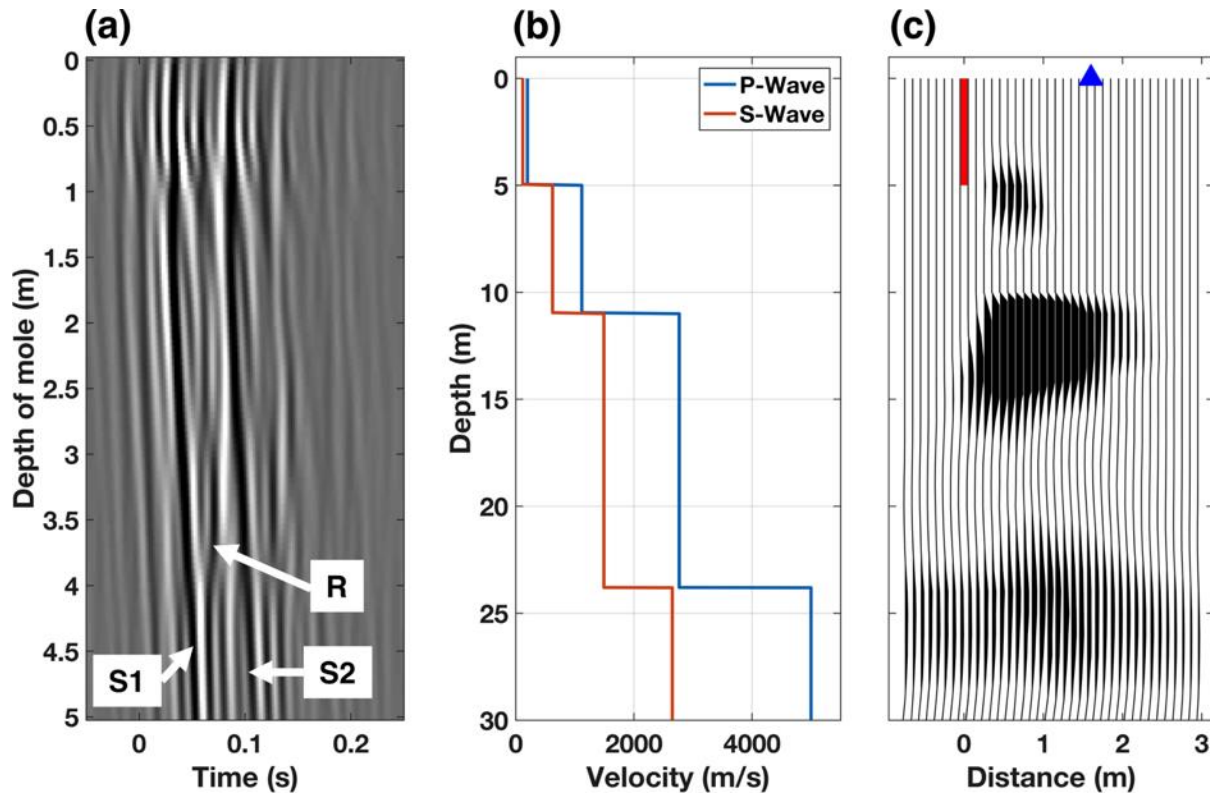 (a)
0
0.5
1
1.5
2
2.5
3
3.5
4
4.5
5
Depth of mole (m)
R
S1
S2
0
0.1
0.2
Time (s)
(b)
P-Wave
S-Wave
0
5
10
15
20
25
30
Depth (m)
0
2000
4000
Velocity (m/s)
(c)
0
1
2
3
Distance (m)